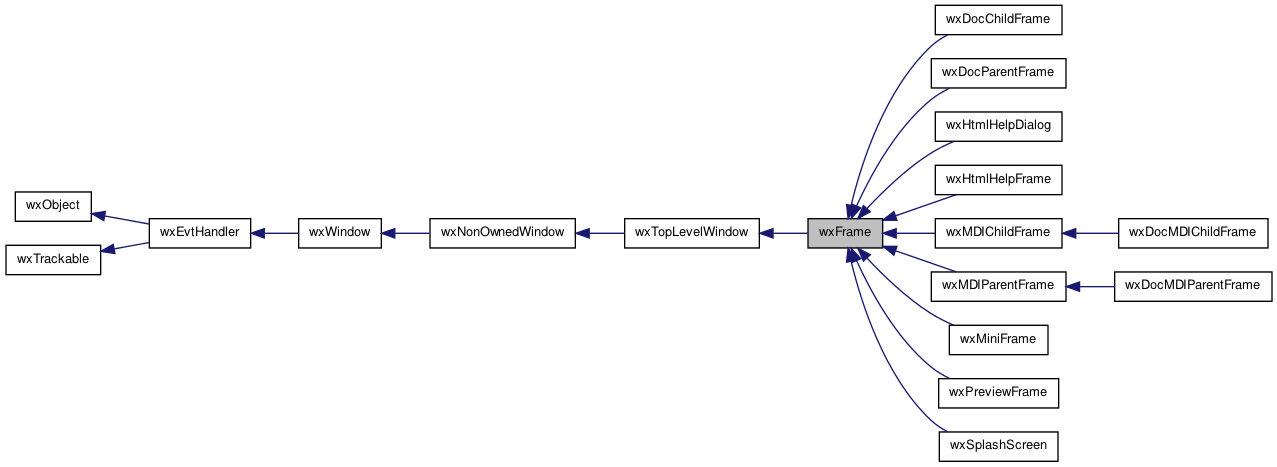 wxDocChildFrame
wxDocParentFrame
wxHtmlHelpDialog
wxHtmlHelpFrame
wxObject
wxTrackable
wxEvtHandler
wxWindow
wxNonOwnedWindow
wxTopLevelWindow
wxFrame
wxMDIChildFrame
wxDocMDIChildFrame
wxMDIParentFrame
wxDocMDIParentFrame
wxMiniFrame
wxPreviewFrame
wxSplashScreen